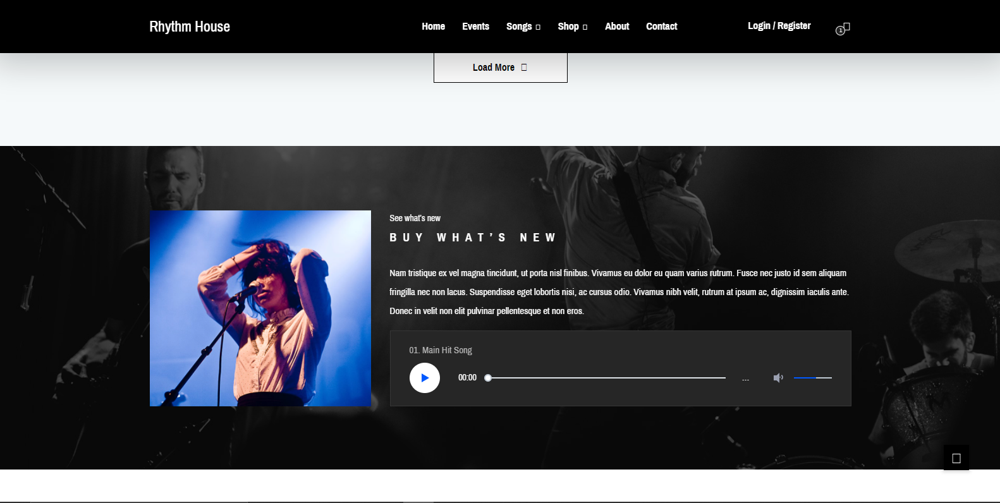 Rhythm House
Home Events Songs Shop About Contact
Login / Register
1
Load More
See what's new
BUY WHAT’S NEW
Nam tristique ex vel magna tincidunt, ut porta nisl finibus. Vivamus eu dolor eu quam varius rutrum. Fusce nec justo id sem aliquam
fringilla nec non lacus. Suspendisse eget lobortis nisi, ac cursus odio. Vivamus nibh velit, rutrum at ipsum ac, dignissim iaculis ante.
Donec in velit non elit pulvinar pellentesque et non eros.
01. Main Hit Song
00:00
...